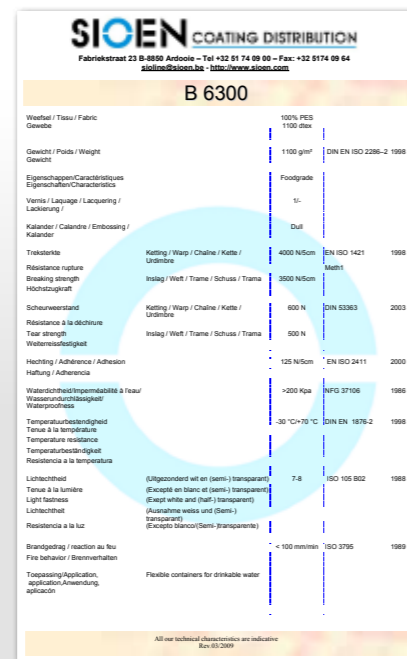 SIOEN COATING DISTRIBUTION
Fabriekstraat 23 B-8850 Ardooie – Tel +32 51 74 09 00 – Fax: +32 5174 09 64
sioline@sioen.be - http://www.sioen.com
B 6300
Weefsel / Tissu / Fabric 100% PES
Gewebe 1100 dtex
Gewicht / Poids / Weight 1100 g/m² DIN EN ISO 2286–2 1998
Gewicht
Eigenschappen/Caractéristiques Foodgrade
Eigenschaften/Characteristics
Vernis / Laquage / Lacquering / 1/-
Lackierung /
Kalander / Calandre / Embossing / Dull
Kalander
Treksterkte Ketting / Warp / Chaîne / Kette / 4000 N/5cm EN ISO 1421 1998
Urdimbre
Résistance rupture Meth1
Breaking strength Inslag / Weft / Trame / Schuss / Trama 3500 N/5cm
Höchstzugkraft
Scheurweerstand Ketting / Warp / Chaîne / Kette / 600 N DIN 53363 2003
Urdimbre
Résistance à la déchirure
Tear strength Inslag / Weft / Trame / Schuss / Trama 500 N
Weiterreissfestigkeit
Hechting / Adhérence / Adhesion 125 N/5cm EN ISO 2411 2000
Haftung / Adherencia
Waterdichtheid/Imperméabilité à l'eau/ >200 Kpa NFG 37106 1986
Wasserundurchlässigkeit/
Waterproofness
Temperatuurbestendigheid -30 °C/+70 °C DIN EN 1876-2 1998
Tenue à la température
Temperature resistance
Temperaturbeständigkeit
Resistencia a la temperatura
Lichtechtheid (Uitgezonderd wit en (semi-) transparant) 7-8 ISO 105 B02 1988
Tenue à la lumière (Excepté en blanc et (semi-) transparent)
Light fastness (Exept white and (half-) transparent)
Lichtechtheit (Ausnahme weiss und (Semi-)
transparant)
Resistencia a la luz (Excepto blanco/(Semi-)transparente)
Brandgedrag / reaction au feu < 100 mm/min ISO 3795 1989
Fire behavior / Brennverhalten
Toepassing/Application, Flexible containers for drinkable water
application,Anwendung,
aplicacón
All our technical characteristics are indicative
Rev.03/2009